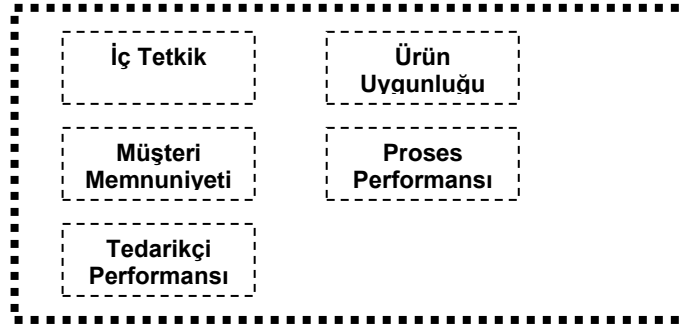 İç Tetkik
Ürün
Uygunluğu
Müşteri
Memnuniyeti
Proses
Performansı
Tedarikçi
Performansı